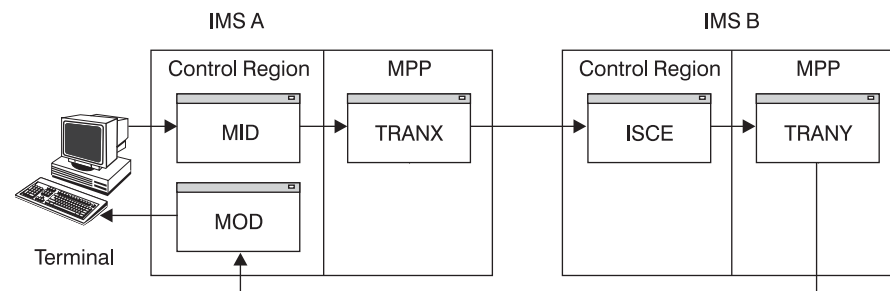 IMS A
IMS B
Control Region
MPP
Control Region
MPP
MID
TRANX
ISCE
TRANY
MOD
Terminal